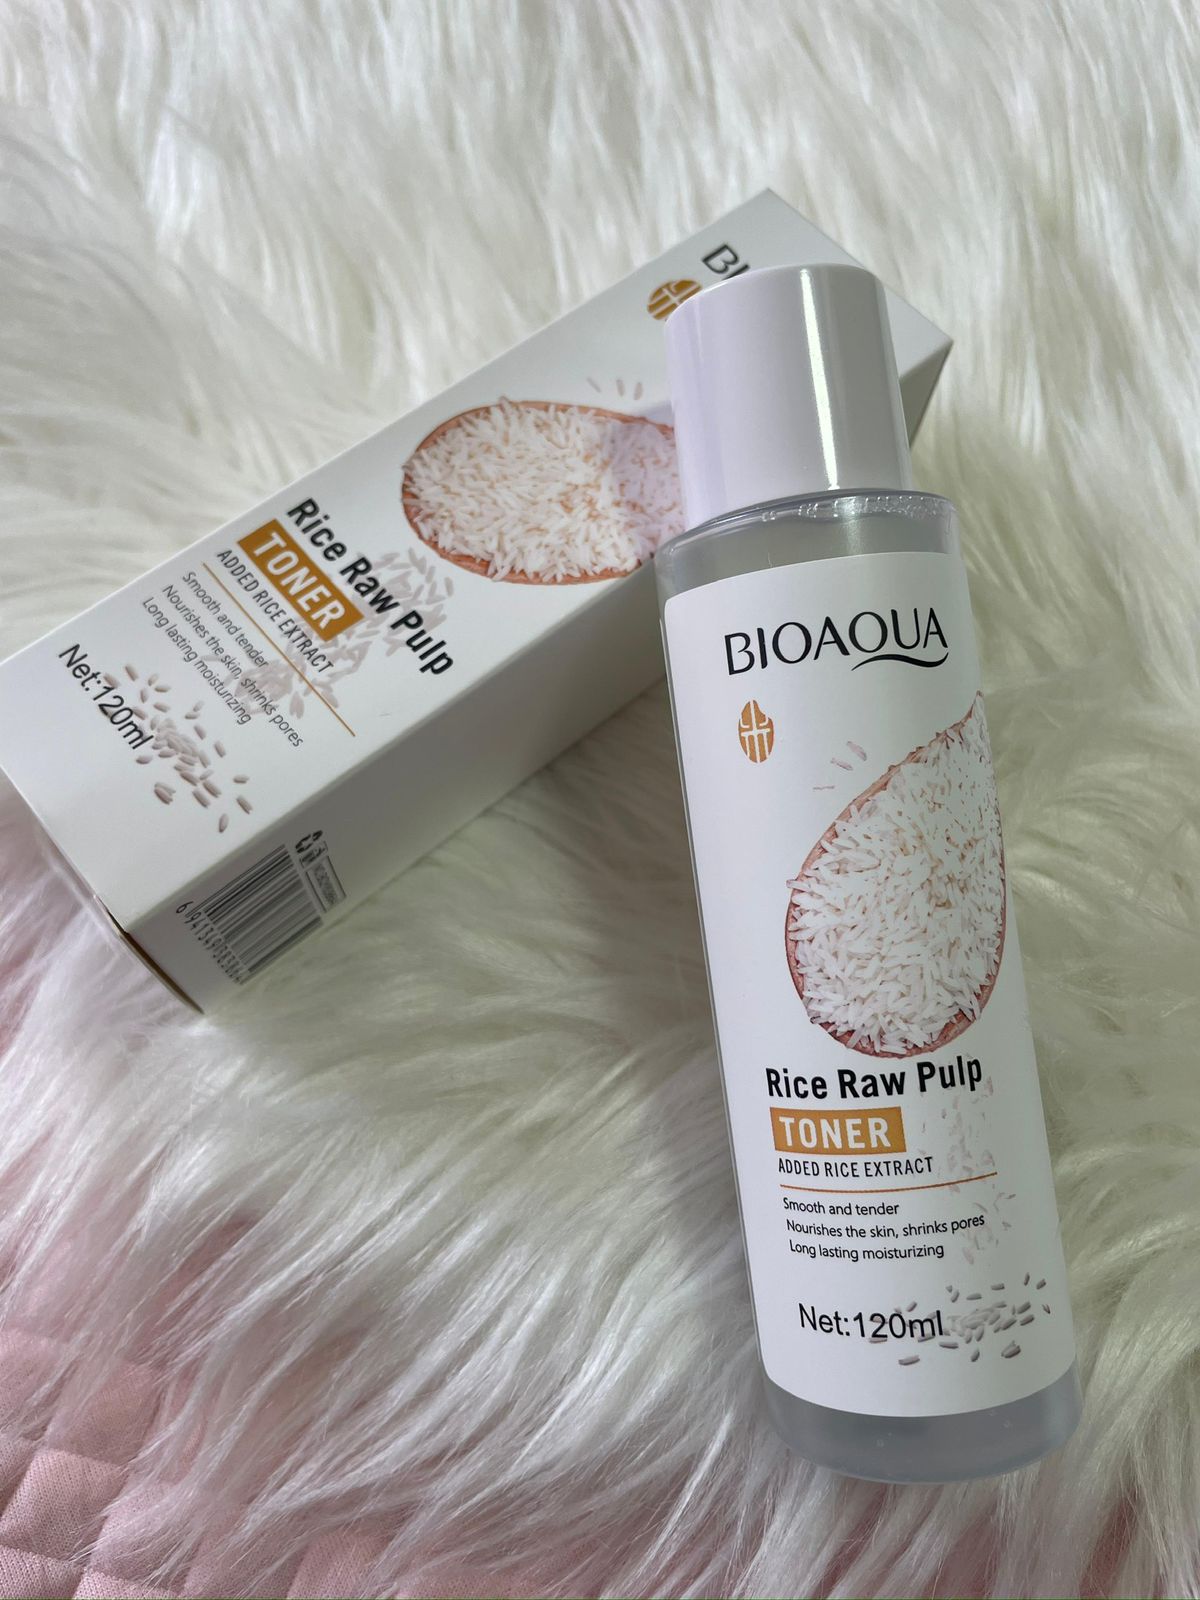 BIOAQUA
Rice Raw Pulp
TONER
ADDED RICE EXTRACT
Smooth and tender
Nourishes the skin, shrinks pores
Long lasting moisturizing
Net:120ml
Rice Raw Pulp
TONER
ADDED RICE EXTRACT
Smooth and tender
Nourishes the skin, shrinks pores
Long lasting moisturizing
Net:120ml